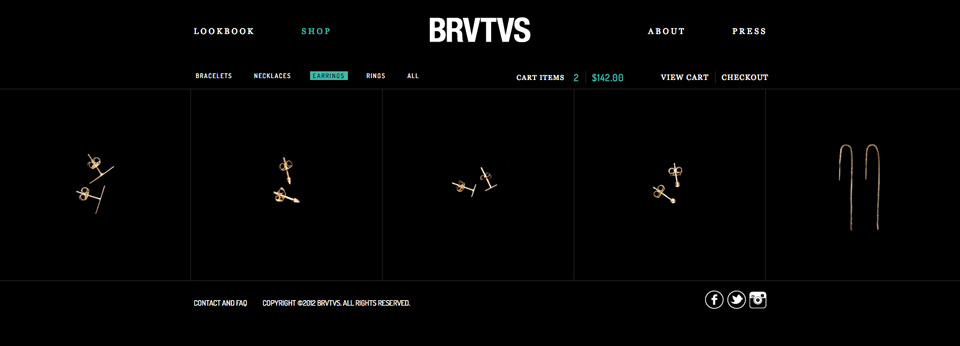 LOOKBOOK SHOP BRVTVS ABOUT PRESS
BRACELETS NECKLACES EARRINGS RINGS ALL CART ITEMS 2 $142.00 VIEW CART CHECKOUT
CONTACT AND FAQ COPYRIGHT ©2012 BRVTVS. ALL RIGHTS RESERVED.